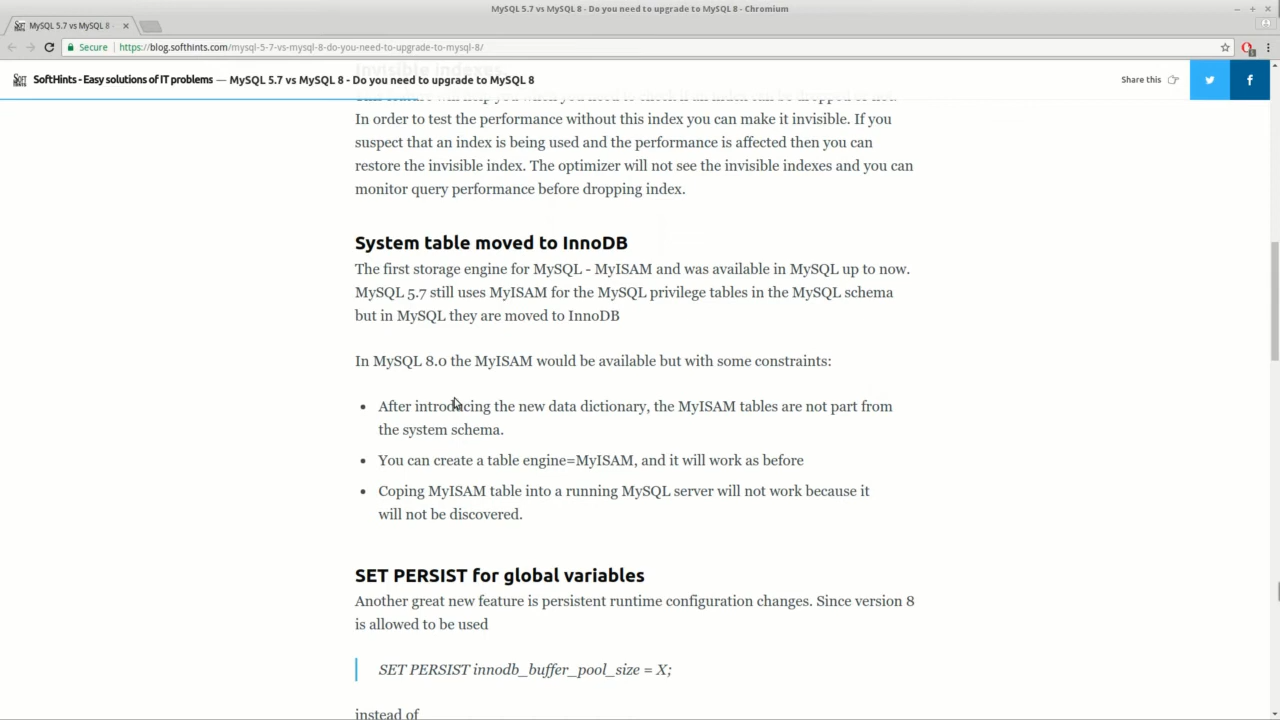 MySQL 5.7 vs MySQL 8 - Do you need to upgrade to MySQL 8 - Chromium
MySQL 5.7 vs MySQL 8 -
Secure https://blog.softhints.com/mysql-5-7-vs-mysql-8-do-you-need-to-upgrade-to-mysql-8/
SoftHints - Easy solutions of IT problems — MySQL 5.7 vs MySQL 8 - Do you need to upgrade to MySQL 8
Share this
Invisible indexes
This feature will help you when you need to check if an index can be dropped or not.
In order to test the performance without this index you can make it invisible. If you
suspect that an index is being used and the performance is affected then you can
restore the invisible index. The optimizer will not see the invisible indexes and you can
monitor query performance before dropping index.
System table moved to InnoDB
The first storage engine for MySQL - MyISAM and was available in MySQL up to now.
MySQL 5.7 still uses MyISAM for the MySQL privilege tables in the MySQL schema
but in MySQL they are moved to InnoDB
In MySQL 8.0 the MyISAM would be available but with some constraints:
• After introducing the new data dictionary, the MyISAM tables are not part from
the system schema.
• You can create a table engine=MyISAM, and it will work as before
• Coping MyISAM table into a running MySQL server will not work because it
will not be discovered.
SET PERSIST for global variables
Another great new feature is persistent runtime configuration changes. Since version 8
is allowed to be used
SET PERSIST innodb_buffer_pool_size = X;
instead of